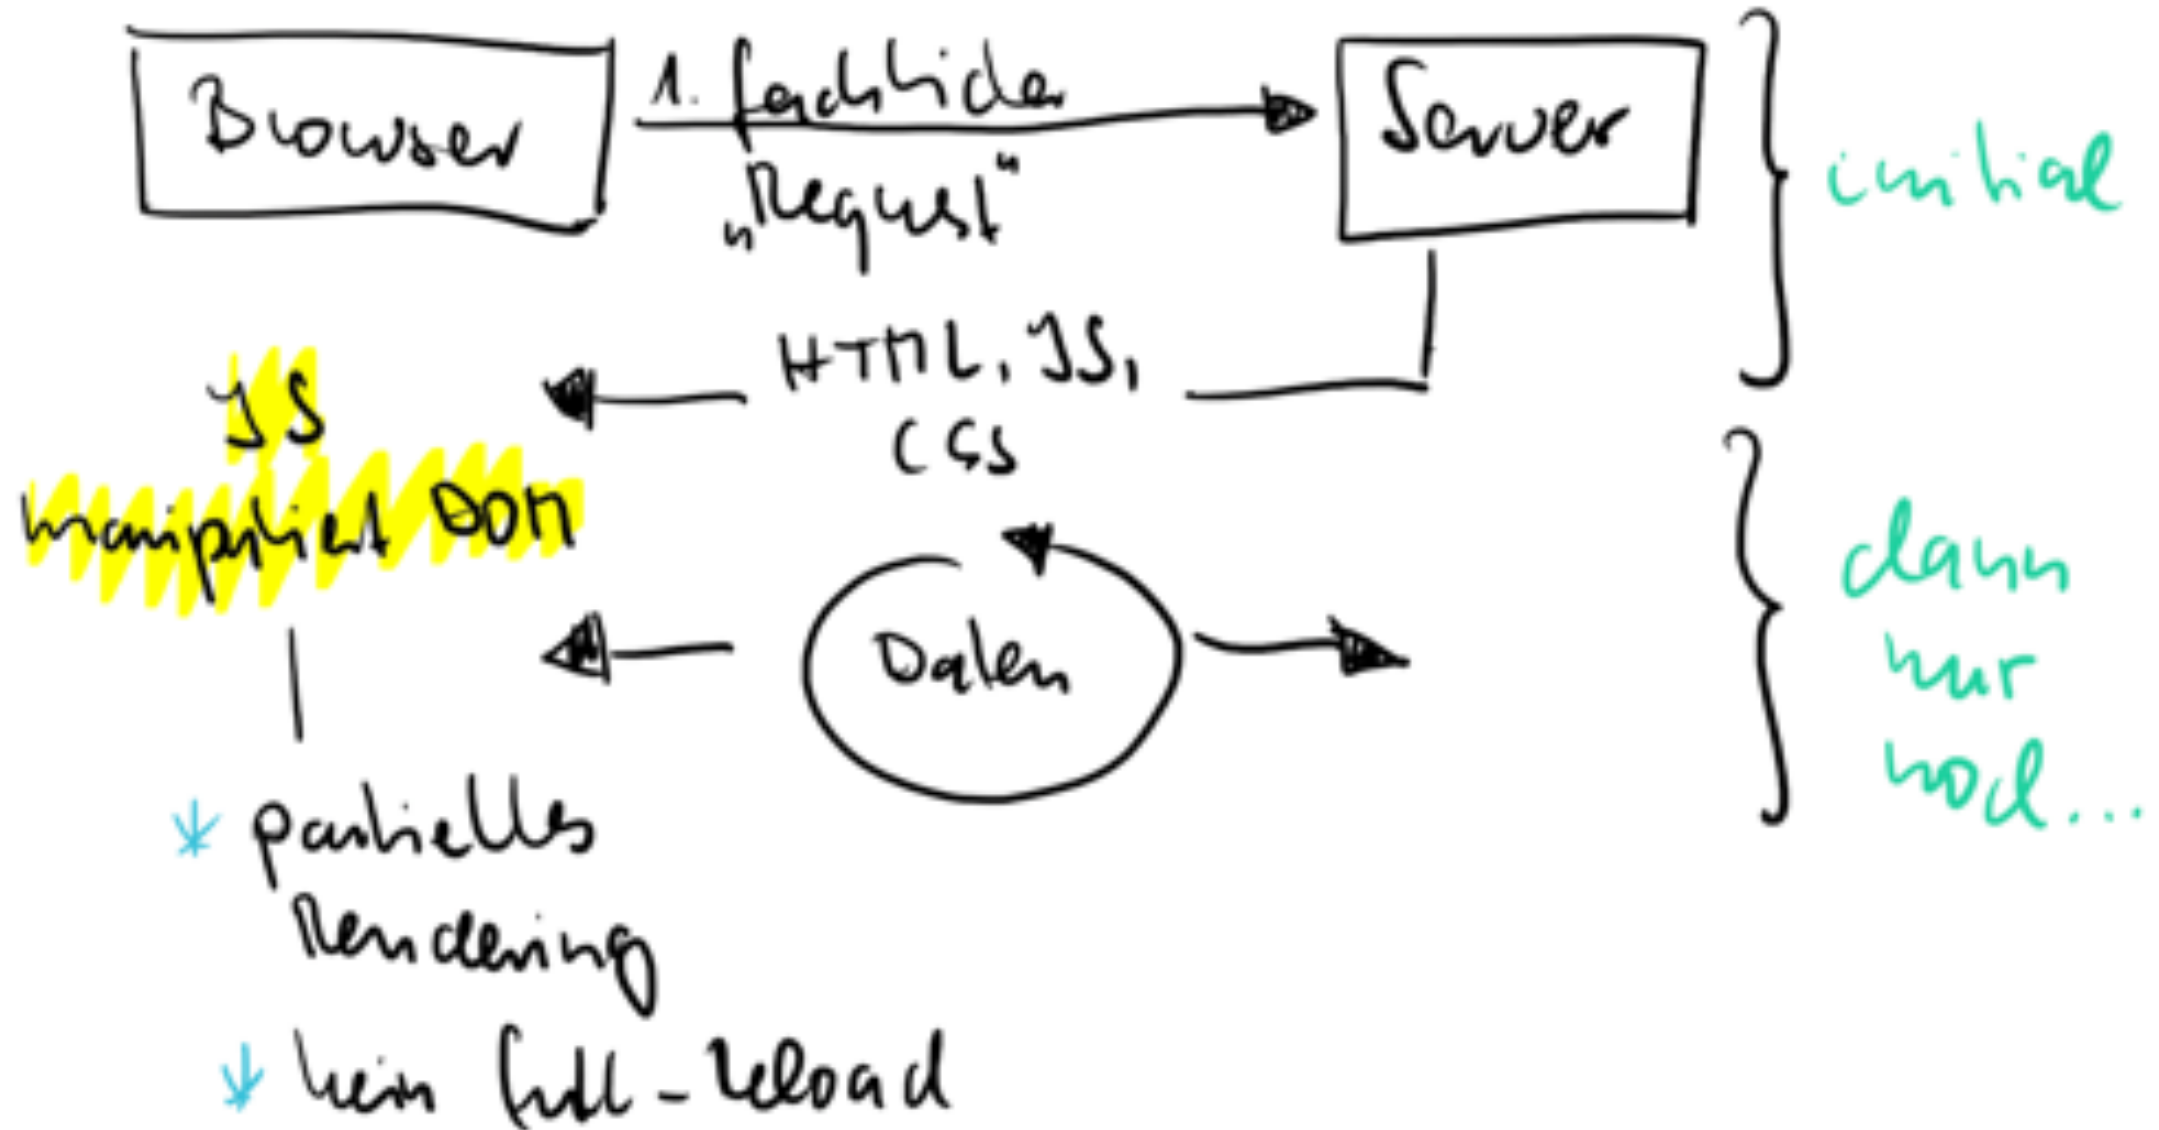 Browser
1. fachlicher
„Request“
Server
initial
HTML, JS,
CSS
JS
manipuliert DOM
Daten
dann
nur
noch...
* partielles
Rendering
* kein full-reload